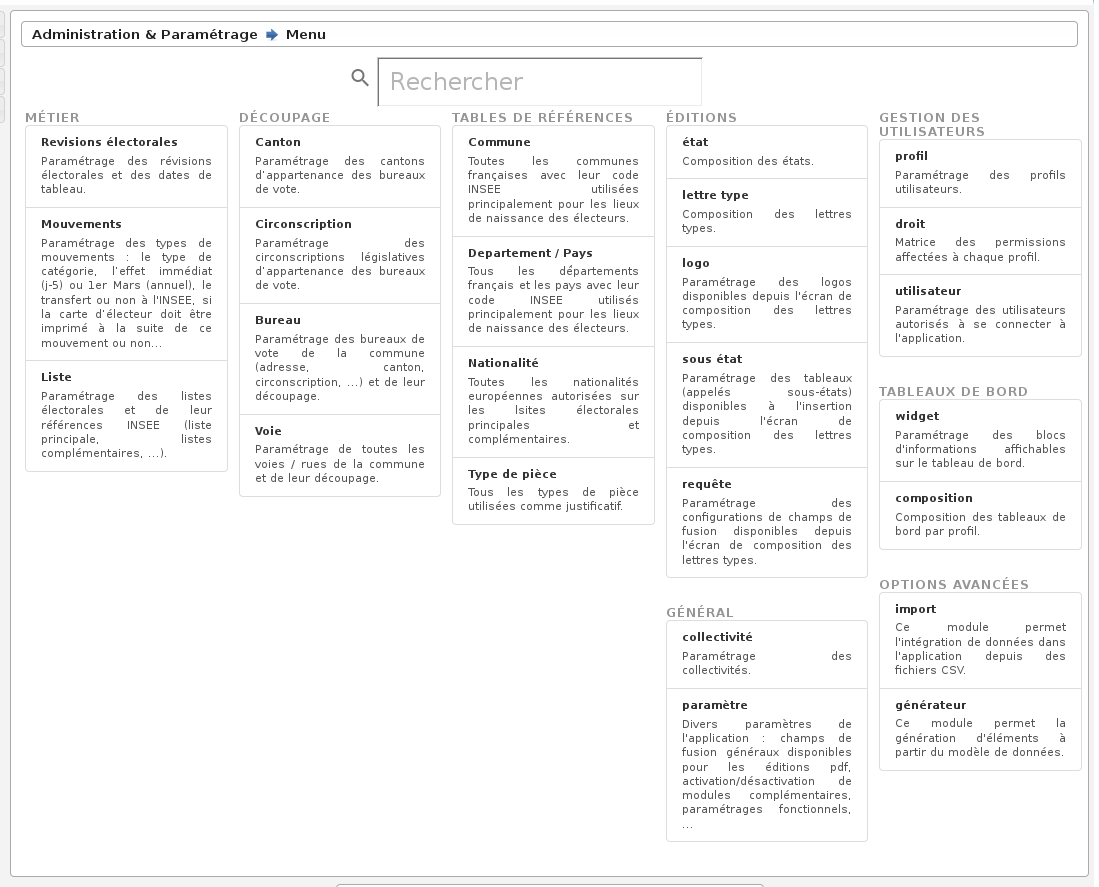 Administration & Paramétrage Menu
Rechercher
MÉTIER
Revisions électorales
Paramétrage des révisions
électorales et des dates de
tableau.
Mouvements
Paramétrage des types de
mouvements : le type de
catégorie, l'effet immédiat
(j-5) ou 1er Mars (annuel), le
transfert ou non à l'INSEE, si
la carte d'électeur doit être
imprimé à la suite de ce
mouvement ou non...
Liste
Paramétrage des listes
électorales et de leur
références INSEE (liste
principale, listes
complémentaires, ...).
DÉCOUPAGE
Canton
Paramétrage des cantons
d'appartenance des bureaux
de vote.
Circonscription
Paramétrage des
circonscriptions législatives
d'appartenance des bureaux
de vote.
Bureau
Paramétrage des bureaux de
vote de la commune
(adresse, canton,
circonscription, ...) et de leur
découpage.
Voie
Paramétrage de toutes les
voies / rues de la commune
et de leur découpage.
TABLES DE RÉFÉRENCES
Commune
Toutes les communes
françaises avec leur code
INSEE utilisées
principalement pour les lieux
de naissance des électeurs.
Departement / Pays
Tous les départements
français et les pays avec leur
code INSEE utilisés
principalement pour les lieux
de naissance des électeurs.
Nationalité
Toutes les nationalités
européennes autorisées sur
les lsites électorales
principales et
complémentaires.
Type de pièce
Tous les types de pièce
utilisées comme justificatif.
ÉDITIONS
état
Composition des états.
lettre type
Composition des lettres
types.
logo
Paramétrage des logos
disponibles depuis l'écran de
composition des lettres
types.
sous état
Paramétrage des tableaux
(appelés sous-états)
disponibles à l'insertion
depuis l'écran de
composition des lettres
types.
requête
Paramétrage des
configurations de champs de
fusion disponibles depuis
l'écran de composition des
lettres types.
GÉNÉRAL
collectivité
Paramétrage des
collectivités.
paramètre
Divers paramètres de
l'application : champs de
fusion généraux disponibles
pour les éditions pdf,
activation/désactivation de
modules complémentaires,
paramétrages fonctionnels,
...
GESTION DES
UTILISATEURS
profil
Paramétrage des profils
utilisateurs.
droit
Matrice des permissions
affectées à chaque profil.
utilisateur
Paramétrage des utilisateurs
autorisés à se connecter à
l'application.
TABLEAUX DE BORD
widget
Paramétrage des blocs
d'informations affichables
sur le tableau de bord.
composition
Composition des tableaux de
bord par profil.
OPTIONS AVANCÉES
import
Ce module permet
l'intégration de données dans
l'application depuis des
fichiers CSV.
générateur
Ce module permet la
génération d'éléments à
partir du modèle de données.